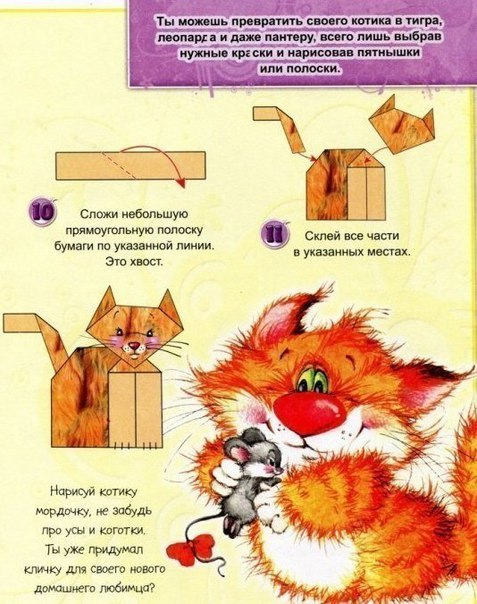 Ты можешь превратить своего котика в тигра,
леопарда и даже пантеру, всего лишь выбрав
нужные краски и нарисовав пятнышки
или полоски.
10
Сложи небольшую
прямоугольную полоску
бумаги по указанной линии.
Это хвост.
11
Склей все части
в указанных местах.
Нарисуй котику
мордочку, не забудь
про усы и коготки.
Ты уже придумал
кличку для своего нового
домашнего любимца?